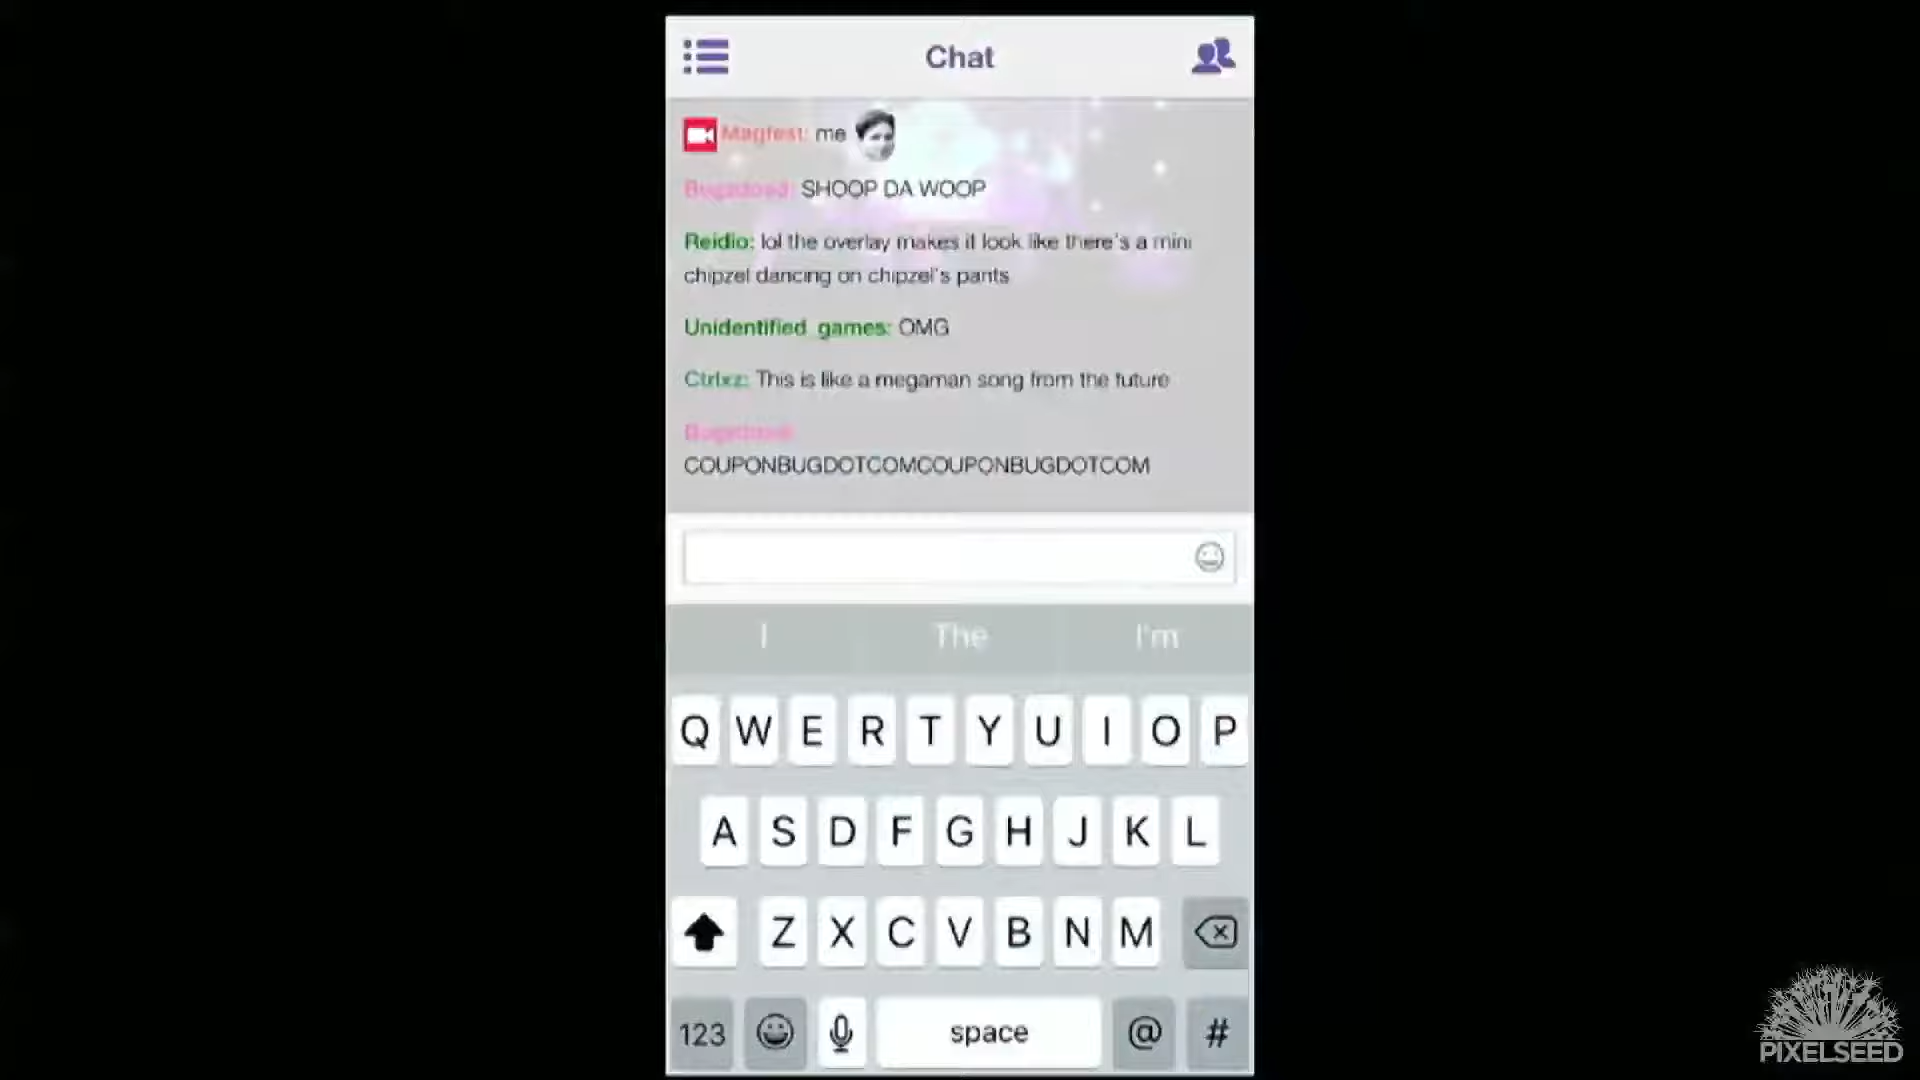 Chat
Magfest: me
SHOOP DA WOOP
Reidio: lol the overlay makes it look like there's a mini
chipzel dancing on chipzel's pants
Unidentified_games: OMG
Ctrlxz: This is like a megaman song from the future
COUPONBUGDOTCOMCOUPONBUGDOTCOM
I The I'm
Q W E R T Y U I O P
A S D F G H J K L
Z X C V B N M
123 space @ #
PIXELSEED